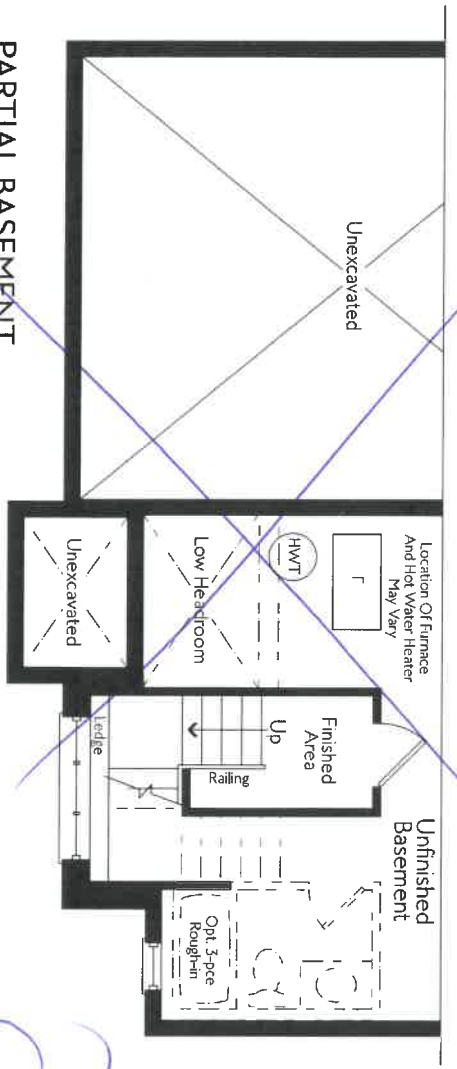 PARTIAL BASEMENT
Unexcavated
Location Of Furnace
And Hot Water Heater
May Vary
F
HWT
Low Headroom
Unexcavated
Finished
Area
Up
Railing
Ledge
Unfinished
Basement
Opt. 3-pce
Rough-in